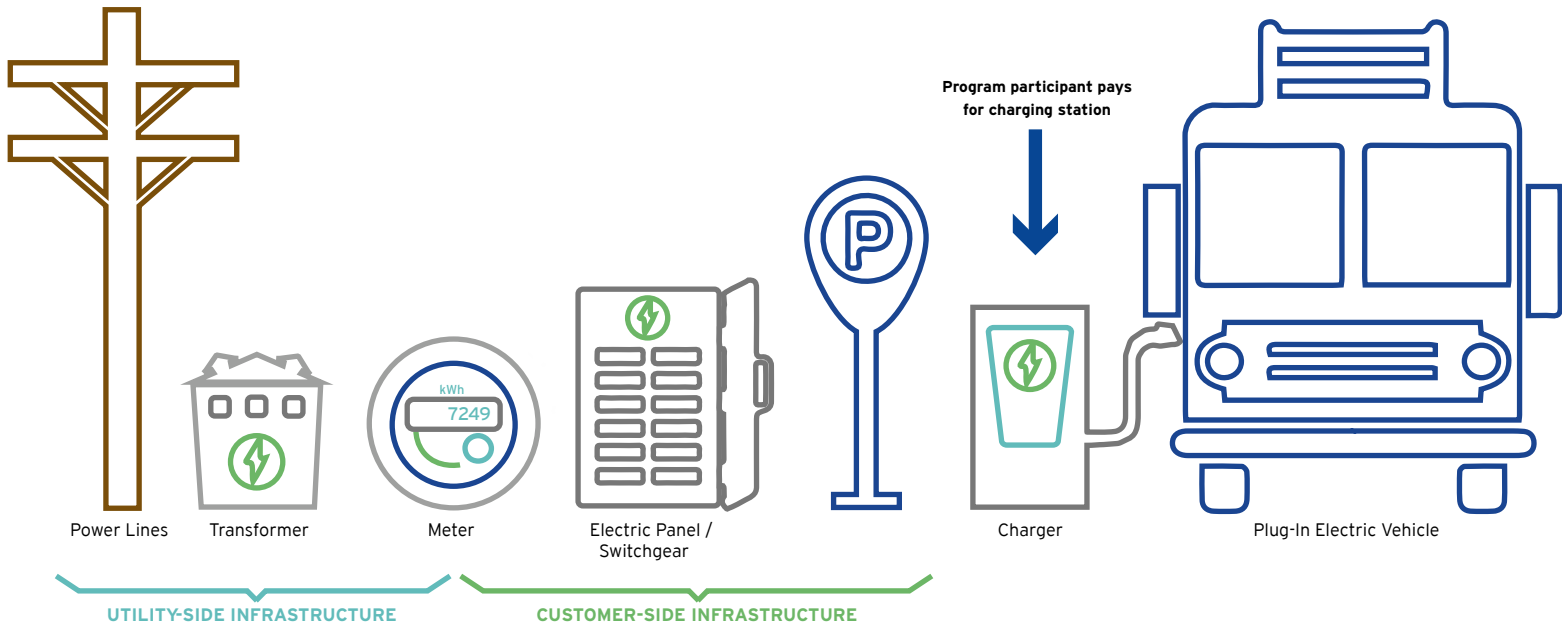 Program participant pays
for charging station
P
kWh
7249
Power Lines
Transformer
Meter
Electric Panel /
Switchgear
Charger
Plug-In Electric Vehicle
UTILITY-SIDE INFRASTRUCTURE
CUSTOMER-SIDE INFRASTRUCTURE